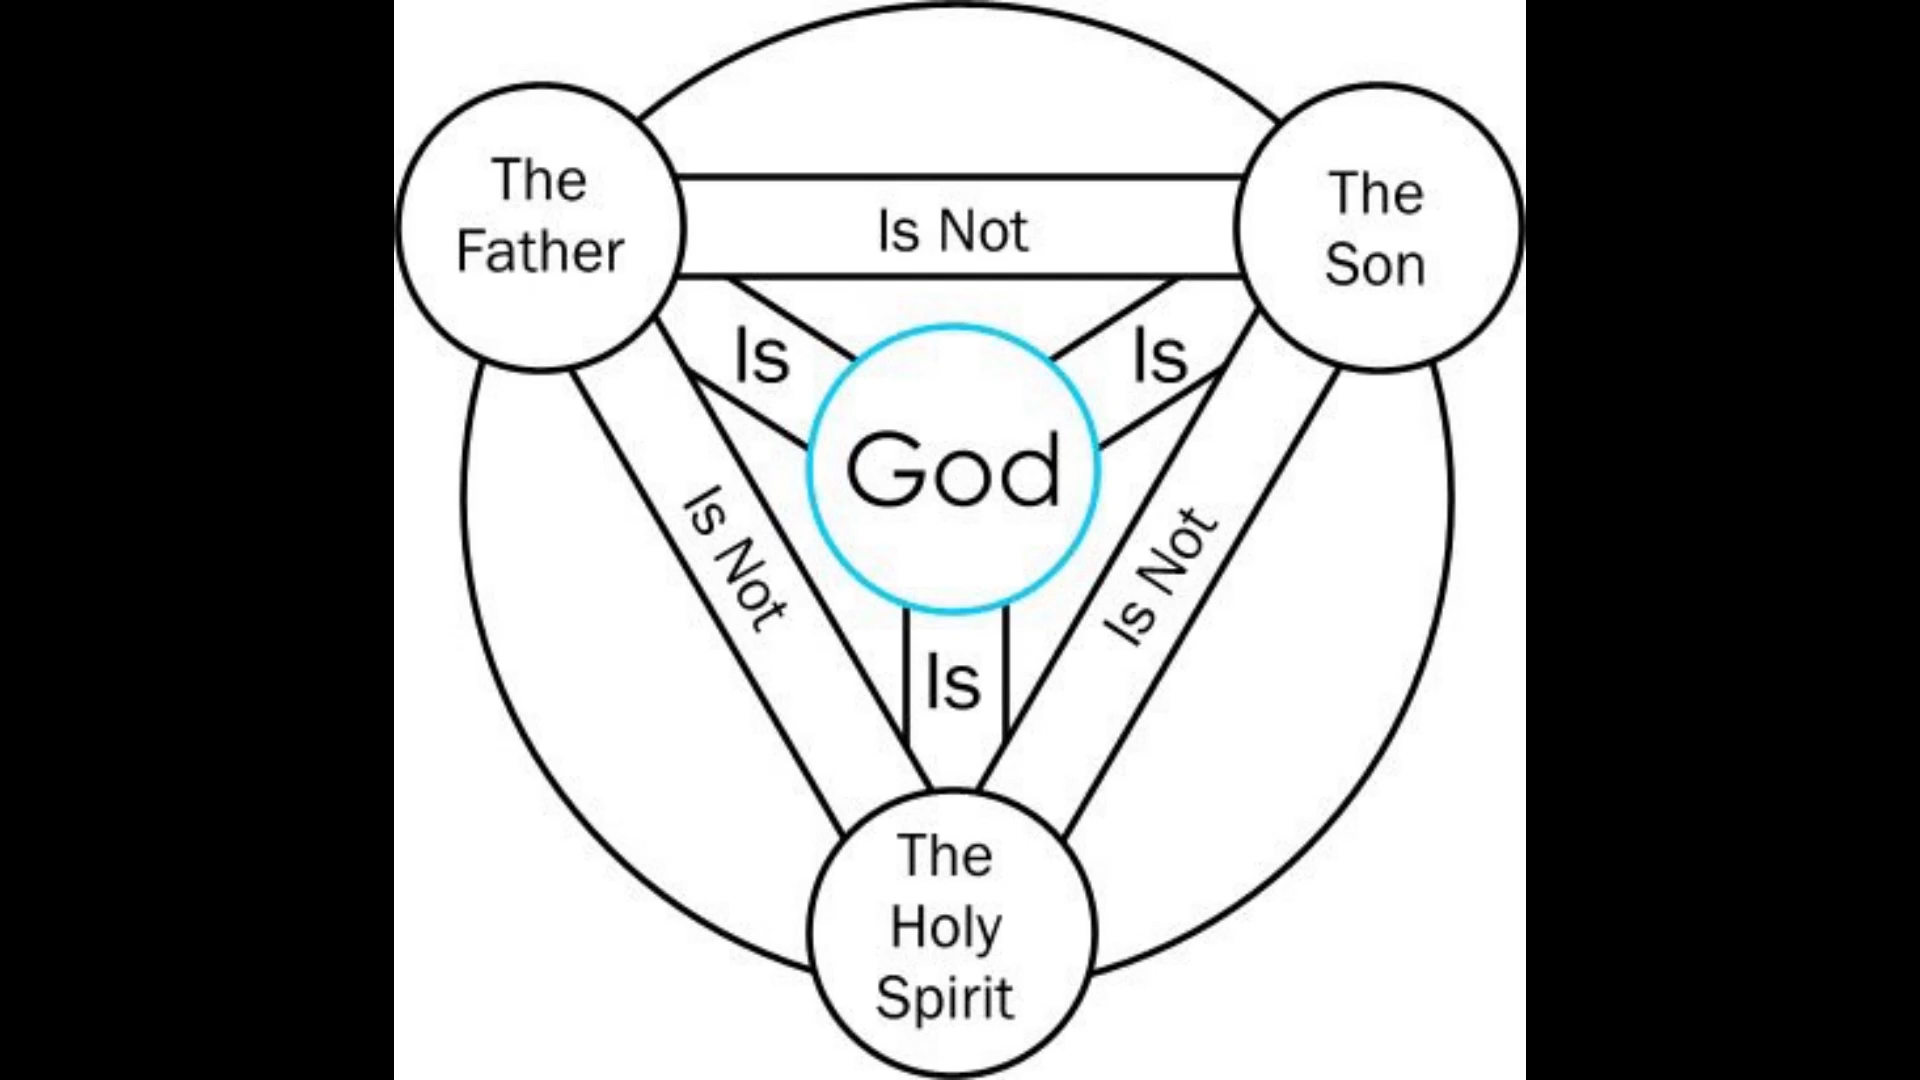 The
Father
Is Not
The
Son
Is
Is
God
Is Not
Is Not
Is
The
Holy
Spirit